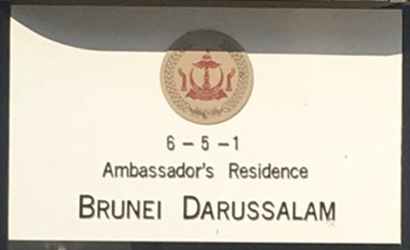 6-5-1
Ambassador's Residence
BRUNEI DARUSSALAM